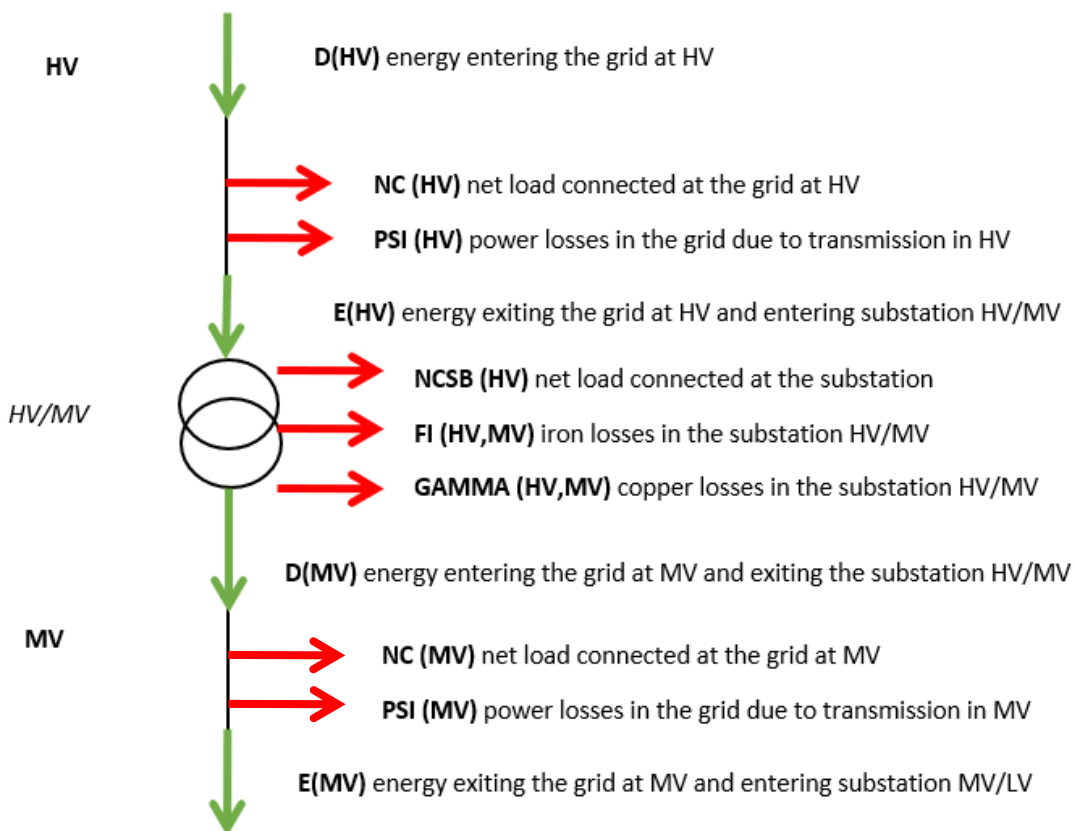 HV
D(HV) energy entering the grid at HV
NC (HV) net load connected at the grid at HV
PSI (HV) power losses in the grid due to transmission in HV
E(HV) energy exiting the grid at HV and entering substation HV/MV
HV/MV
NCSB (HV) net load connected at the substation
FI (HV,MV) iron losses in the substation HV/MV
GAMMA (HV,MV) copper losses in the substation HV/MV
D(MV) energy entering the grid at MV and exiting the substation HV/MV
MV
NC (MV) net load connected at the grid at MV
PSI (MV) power losses in the grid due to transmission in MV
E(MV) energy exiting the grid at MV and entering substation MV/LV